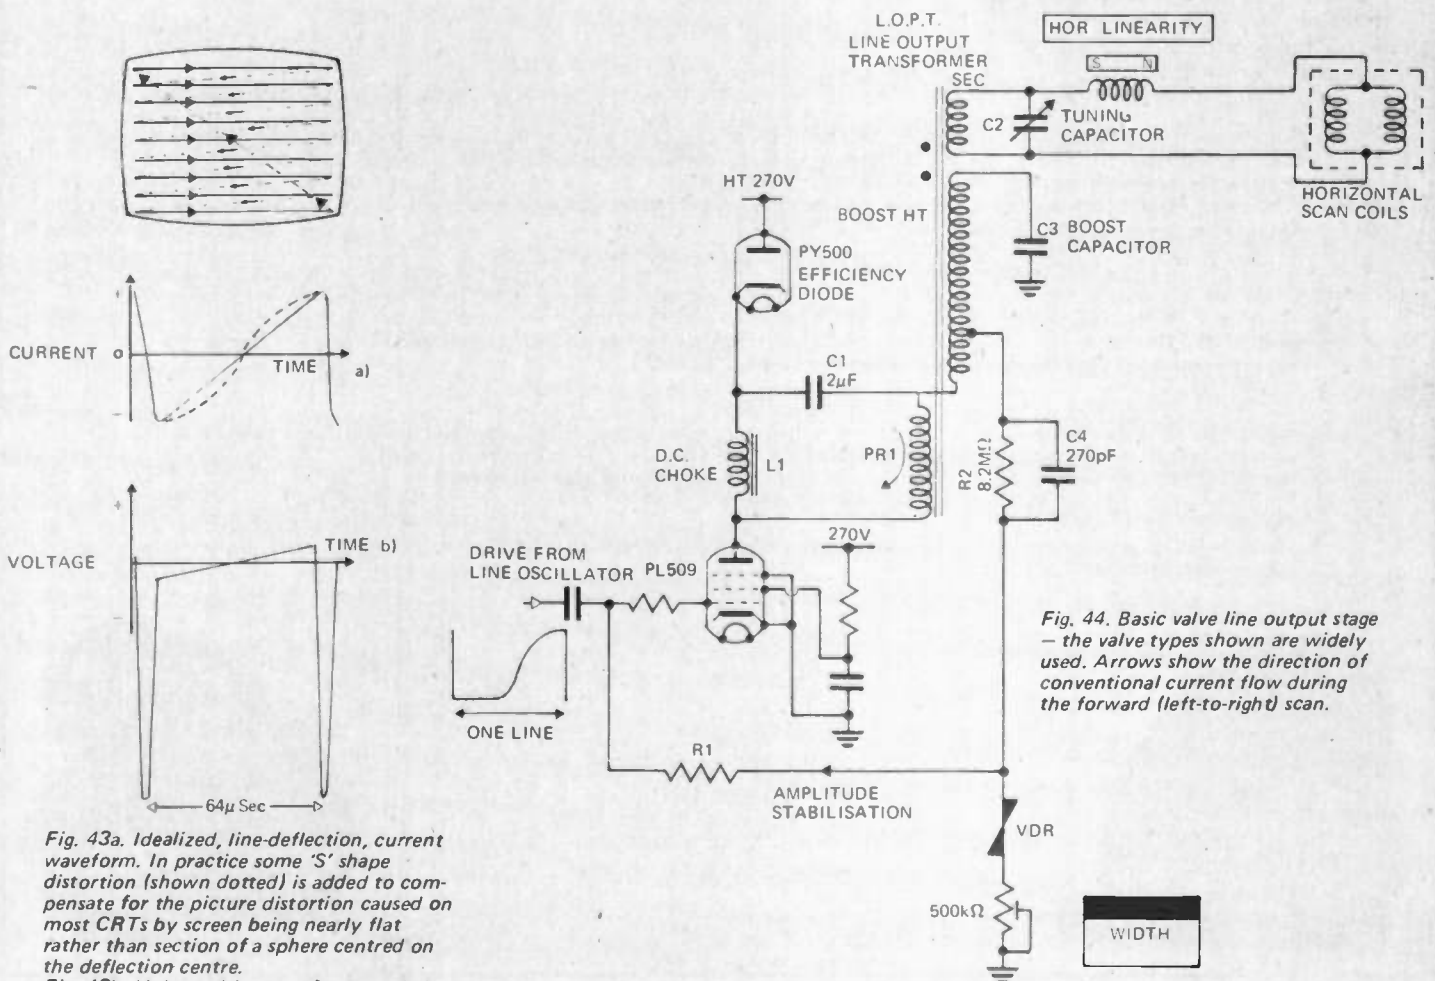 L.O.P.T.
LINE OUTPUT
TRANSFORMER
SEC
HOR LINEARITY
S N
C2
TUNING
CAPACITOR
HORIZONTAL
SCAN COILS
HT 270V
BOOST HT
C3 BOOST
CAPACITOR
PY500
EFFICIENCY
DIODE
+
CURRENT 0
TIME
a)
−
C1
2µF
D.C.
CHOKE
L1
PR1
R2
8.2MΩ
C4
270pF
270V
+
VOLTAGE
TIME b)
−
DRIVE FROM
LINE OSCILLATOR
PL509
ONE LINE
64µ Sec
R1
AMPLITUDE
STABILISATION
VDR
500kΩ
WIDTH
Fig. 44. Basic valve line output stage
– the valve types shown are widely
used. Arrows show the direction of
conventional current flow during
the forward (left-to-right) scan.
Fig. 43a. Idealized, line-deflection, current
waveform. In practice some 'S' shape
distortion (shown dotted) is added to com-
pensate for the picture distortion caused on
most CRTs by screen being nearly flat
rather than section of a sphere centred on
the deflection centre.